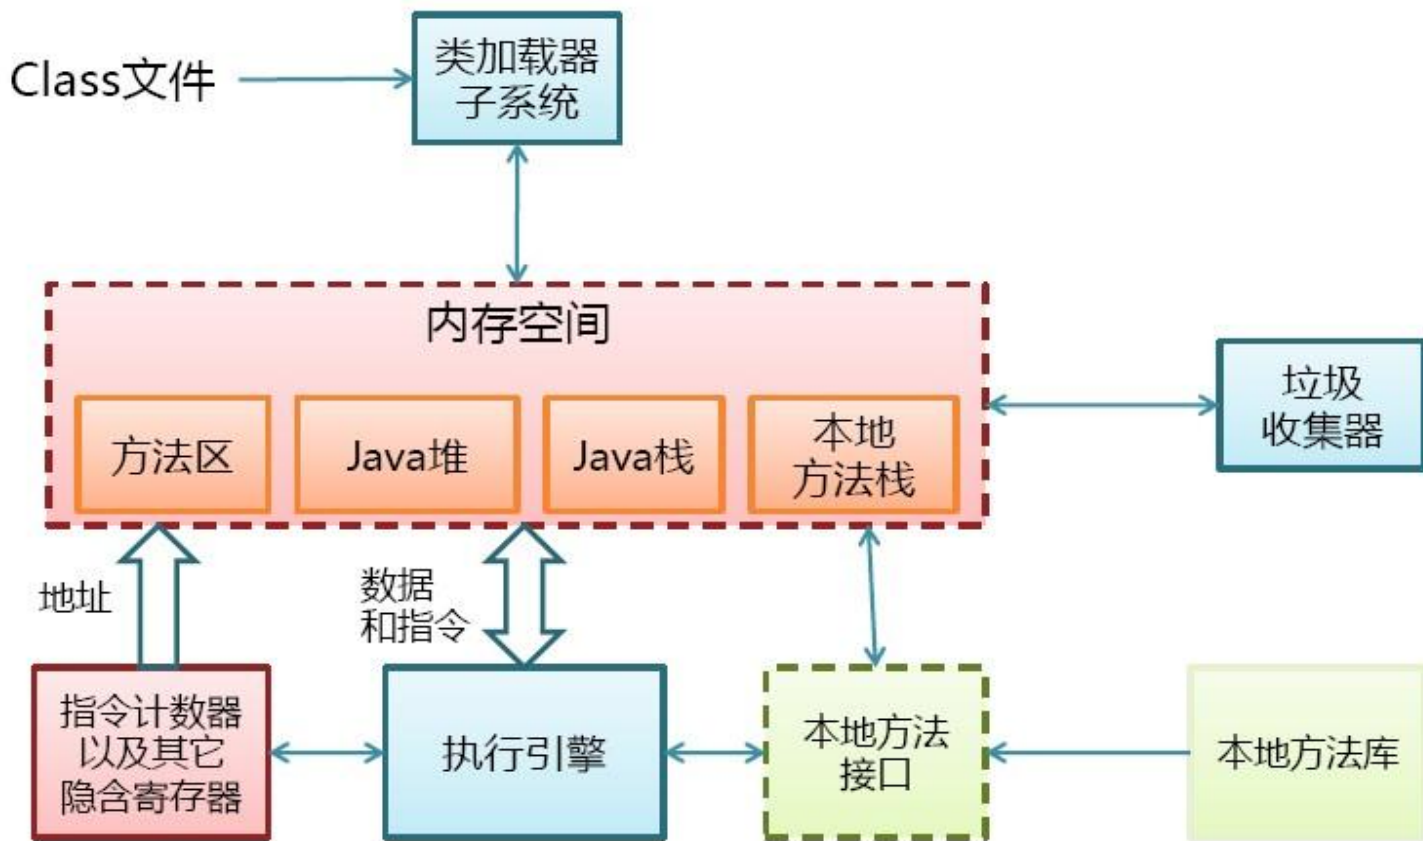 Class文件
类加载器
子系统
内存空间
方法区
Java堆
Java栈
本地
方法栈
垃圾
收集器
地址
数据
和指令
指令计数器
以及其它
隐含寄存器
执行引擎
本地方法
接口
本地方法库